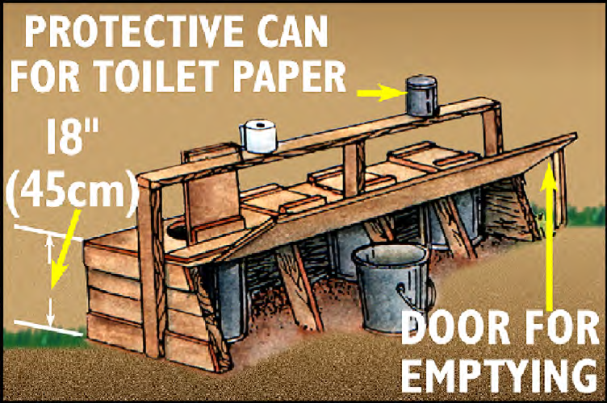 PROTECTIVE CAN
FOR TOILET PAPER
18"
(45cm)
DOOR FOR
EMPTYING